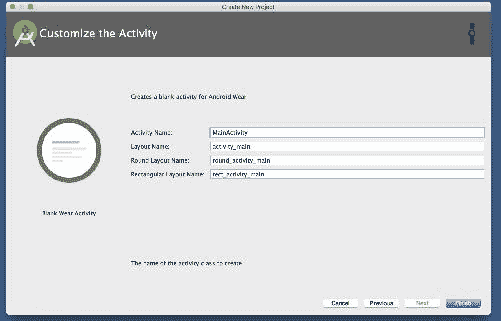 Create New Project
Customize the Activity
Creates a blank activity for Android Wear
Activity Name: MainActivity
Layout Name: activity_main
Round Layout Name: round_activity_main
Rectangular Layout Name: rect_activity_main
Blank Wear Activity
The name of the activity class to create
Cancel Previous Next